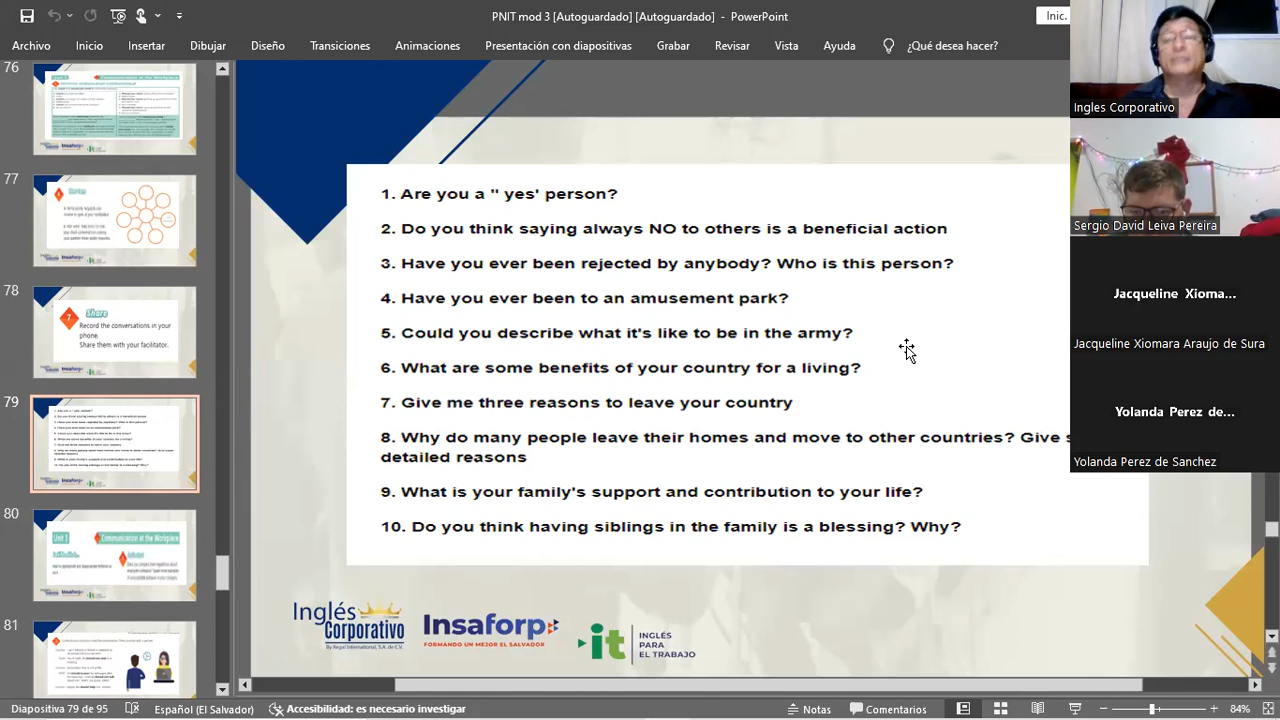 PNIT mod 3 [Autoguardado] [Autoguardado] - PowerPoint
Inic.
Archivo Inicio Insertar Dibujar Diseño Transiciones Animaciones Presentación con diapositivas Grabar Revisar Vista Ayuda ¿Qué desea hacer?
76
77
78
7 Share
Record the conversations in your
phone.
Share them with your facilitator.
79
80
Unit 1
Communication at the Workplace
81
1. Are you a " yes' person?
2. Do you think saying always NO to others is a beneficial action
3. Have you ever been rejected by anybody? Who is this person?
4. Have you ever been to an amusement park?
5. Could you describe what it's like to be in the army?
6. What are some benefits of your country for a living?
7. Give me three reasons to leave your country
8. Why do many people leave their homes and move to other countries? Give
detailed reasons
9. What is your family's support and contribution to your life?
10. Do you think having siblings in the family is a blessing? Why?
Inglés
Corporativo
By Regal International, S.A. de C.V.
Insaforp
FORMANDO UN MEJOR EL SALVADOR
it
INGLÉS
PARA
EL TRABAJO
Ingles Corporativo
Sergio David Leiva Pereira
Jacqueline Xioma...
Jacqueline Xiomara Araujo de Sura
Yolanda Perez de...
Yolanda Perez de Sanchez
Diapositiva 79 de 95 Español (El Salvador) Accesibilidad: es necesario investigar Notas Comentarios 84%